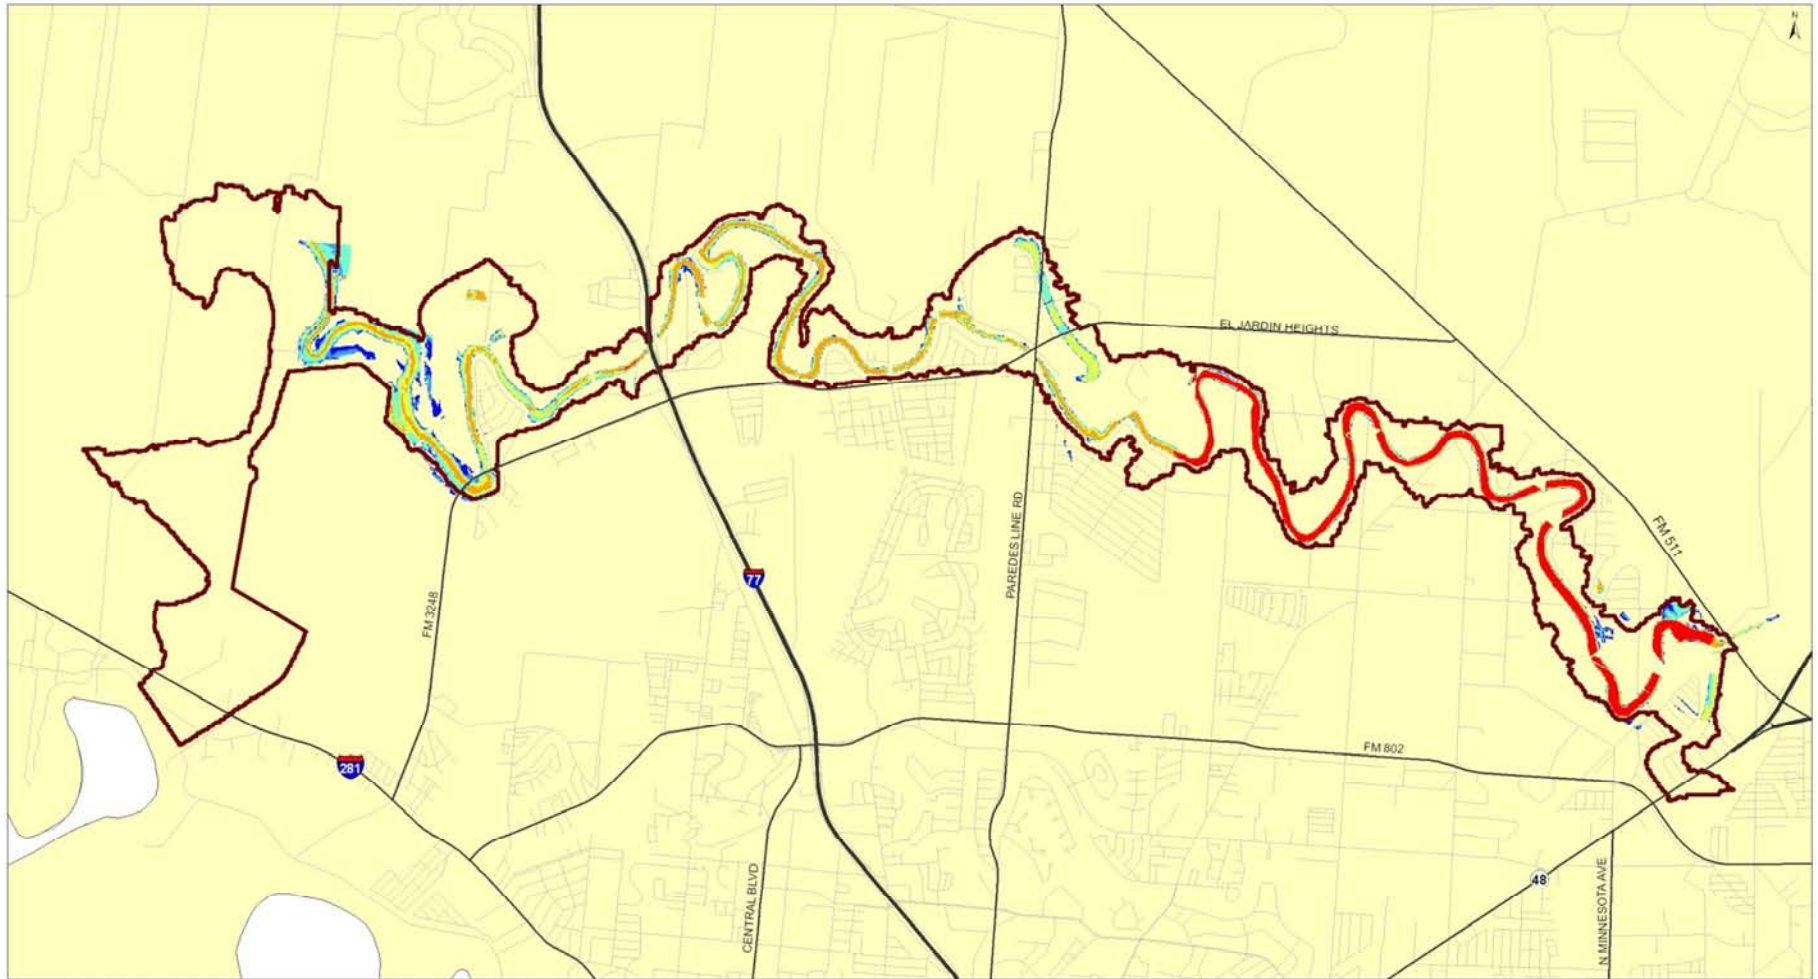 N
EL JARDIN HEIGHTS
FM 511
PAREDES LINE RD
77
FM 3248
FM 802
281
48
CENTRAL BLVD
N MINNESOTA AVE